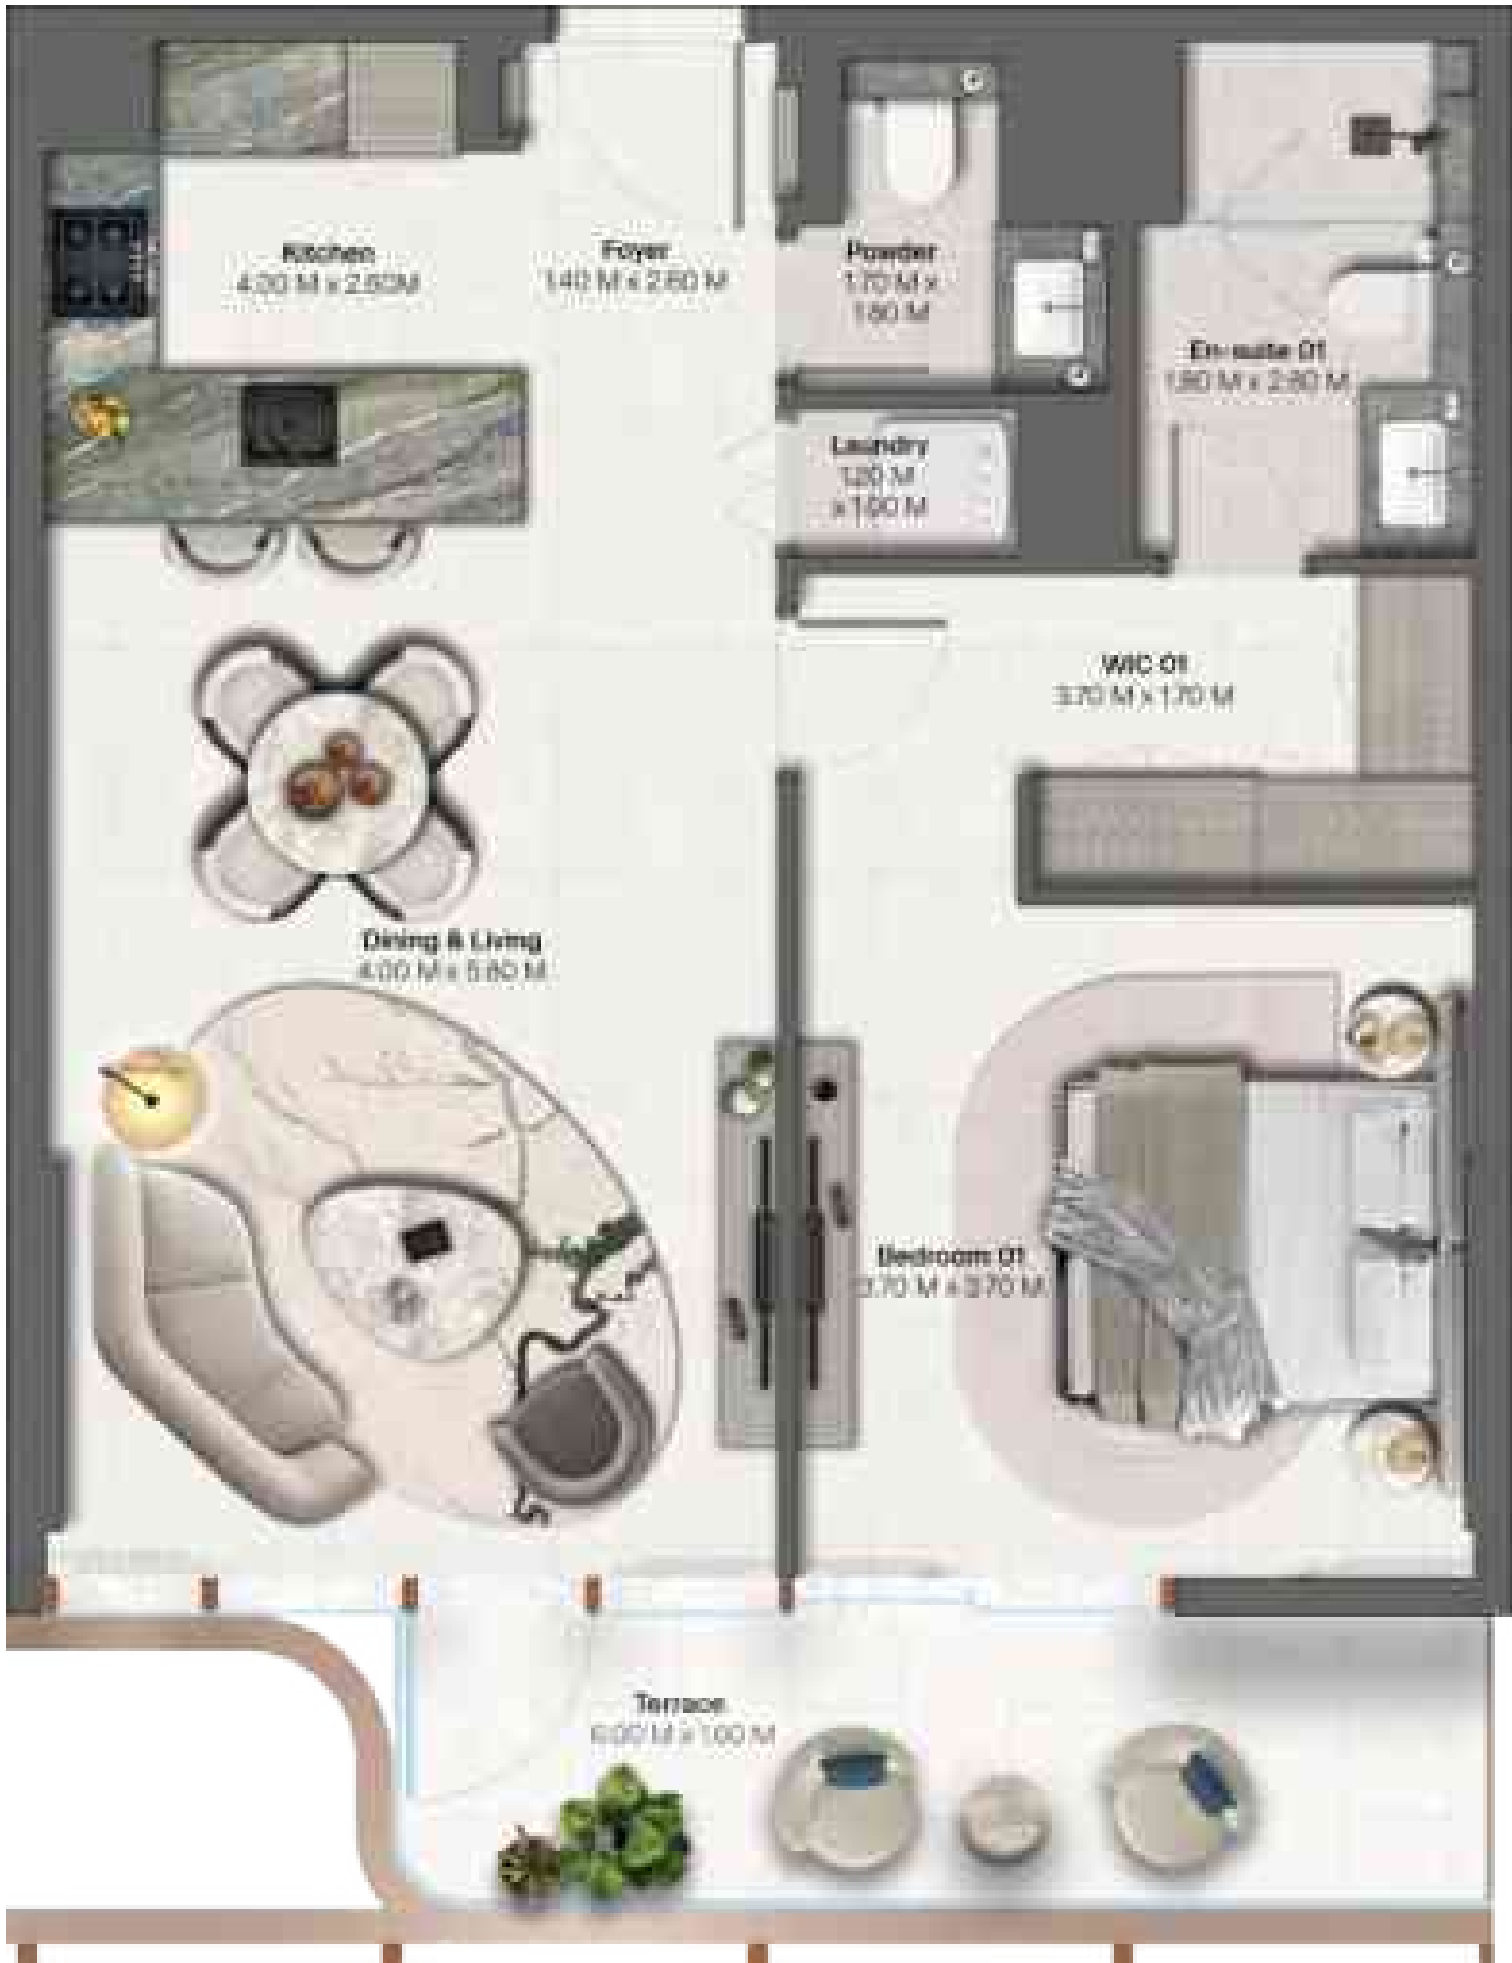 Kitchen
4.20 M x 2.60M
Foyer
1.40 M x 2.60 M
Powder
1.70 M x
1.80 M
En-suite 01
1.80 M x 2.80 M
Laundry
1.20 M
x 1.90 M
WIC 01
3.70 M x 1.70 M
Dining & Living
4.00 M x 5.80 M
Bedroom 01
3.70 M x 3.70 M
Terrace
6.00 M x 1.60 M